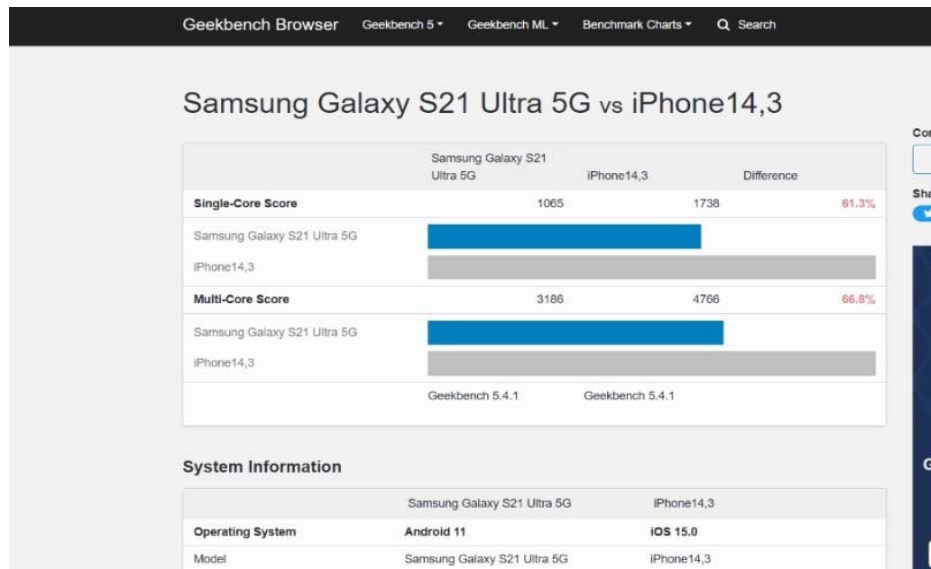 Geekbench Browser Geekbench 5 Geekbench ML Benchmark Charts Search
Samsung Galaxy S21 Ultra 5G vs iPhone14,3
Samsung Galaxy S21
Ultra 5G iPhone14,3 Difference
Single-Core Score 1065 1738 61.3%
Samsung Galaxy S21 Ultra 5G
iPhone14,3
Multi-Core Score 3186 4766 66.8%
Samsung Galaxy S21 Ultra 5G
iPhone14,3
Geekbench 5.4.1 Geekbench 5.4.1
System Information
Samsung Galaxy S21 Ultra 5G iPhone14,3
Operating System Android 11 iOS 15.0
Model Samsung Galaxy S21 Ultra 5G iPhone14,3